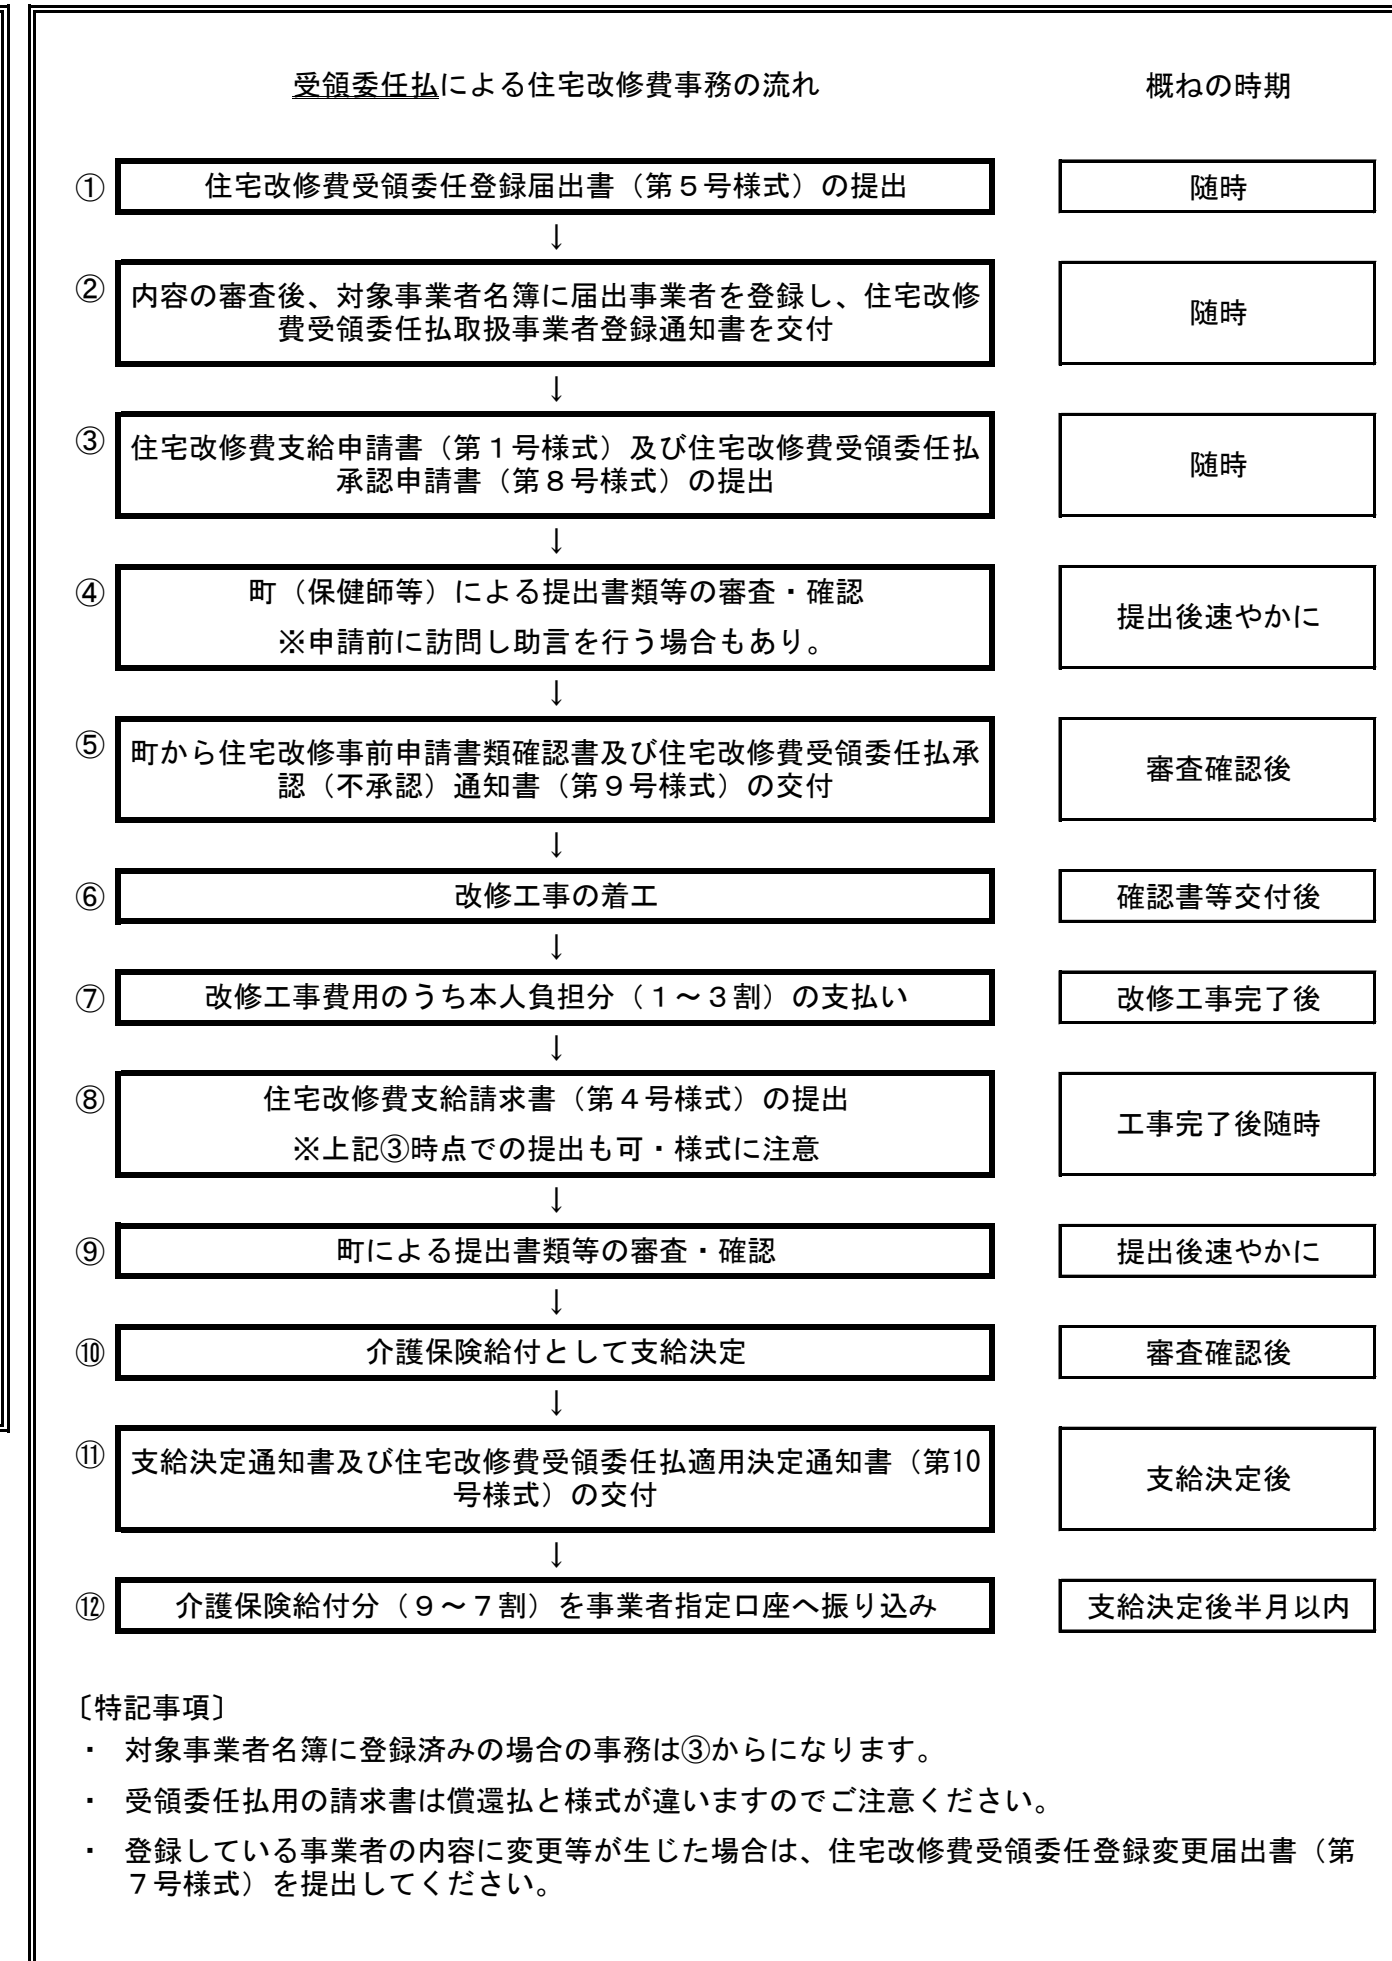 受領委任払による住宅改修費事務の流れ 概ねの時期
① 住宅改修費受領委任登録届出書（第５号様式）の提出 随時
↓
② 内容の審査後、対象事業者名簿に届出事業者を登録し、住宅改修
費受領委任払取扱事業者登録通知書を交付 随時
↓
③ 住宅改修費支給申請書（第１号様式）及び住宅改修費受領委任払
承認申請書（第８号様式）の提出 随時
↓
④ 町（保健師等）による提出書類等の審査・確認
※申請前に訪問し助言を行う場合もあり。 提出後速やかに
↓
⑤ 町から住宅改修事前申請書類確認書及び住宅改修費受領委任払承
認（不承認）通知書（第９号様式）の交付 審査確認後
↓
⑥ 改修工事の着工 確認書等交付後
↓
⑦ 改修工事費用のうち本人負担分（１～３割）の支払い 改修工事完了後
↓
⑧ 住宅改修費支給請求書（第４号様式）の提出
※上記③時点での提出も可・様式に注意 工事完了後随時
↓
⑨ 町による提出書類等の審査・確認 提出後速やかに
↓
⑩ 介護保険給付として支給決定 審査確認後
↓
⑪ 支給決定通知書及び住宅改修費受領委任払適用決定通知書（第10
号様式）の交付 支給決定後
↓
⑫ 介護保険給付分（９～７割）を事業者指定口座へ振り込み 支給決定後半月以内
〔特記事項〕
・ 対象事業者名簿に登録済みの場合の事務は③からになります。
・ 受領委任払用の請求書は償還払と様式が違いますのでご注意ください。
・ 登録している事業者の内容に変更等が生じた場合は、住宅改修費受領委任登録変更届出書（第
７号様式）を提出してください。